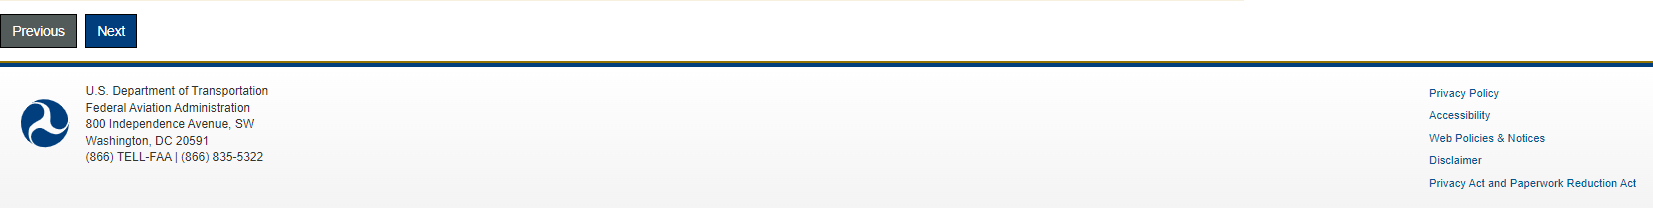 Previous
Next
U.S. Department of Transportation
Federal Aviation Administration
800 Independence Avenue, SW
Washington, DC 20591
(866) TELL-FAA | (866) 835-5322
Privacy Policy
Accessibility
Web Policies & Notices
Disclaimer
Privacy Act and Paperwork Reduction Act